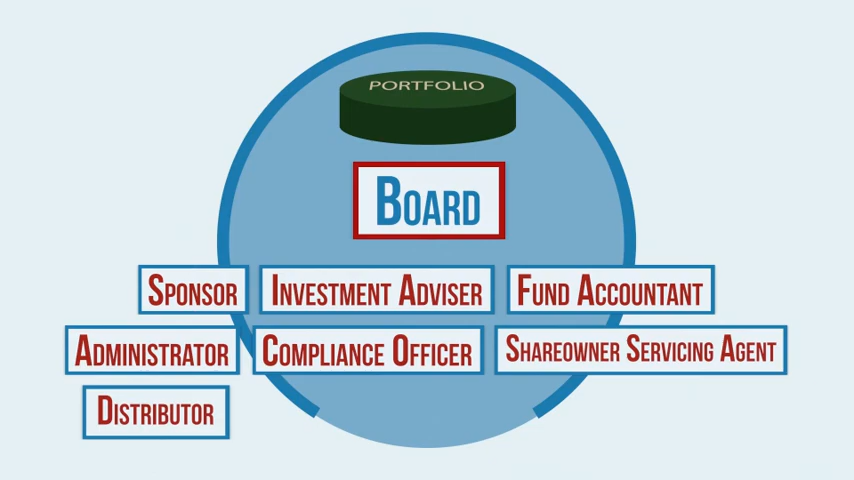 PORTFOLIO
BOARD
SPONSOR INVESTMENT ADVISER FUND ACCOUNTANT
ADMINISTRATOR COMPLIANCE OFFICER SHAREOWNER SERVICING AGENT
DISTRIBUTOR